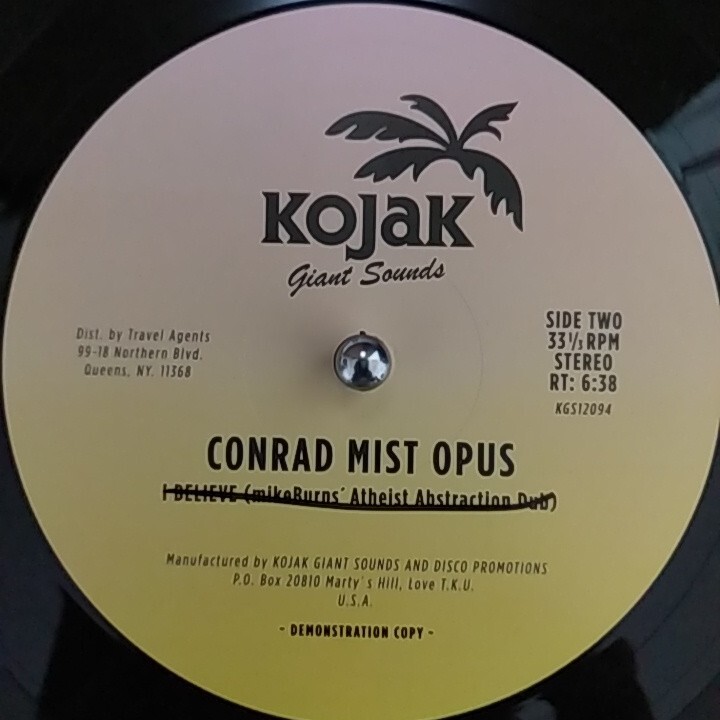 KoJaK
Giant Sounds
Dist. by Travel Agents
99-18 Northern Blvd.
Queens, NY. 11368
SIDE TWO
33⅓ RPM
STEREO
RT: 6:38
KGS12094
CONRAD MIST OPUS
I BELIEVE (mikeBurns´ Atheist Abstraction Dub)
Manufactured by KOJAK GIANT SOUNDS AND DISCO PROMOTIONS
P.O. Box 20810 Marty´s Hill, Love T.K.U.
U.S.A.
- DEMONSTRATION COPY -